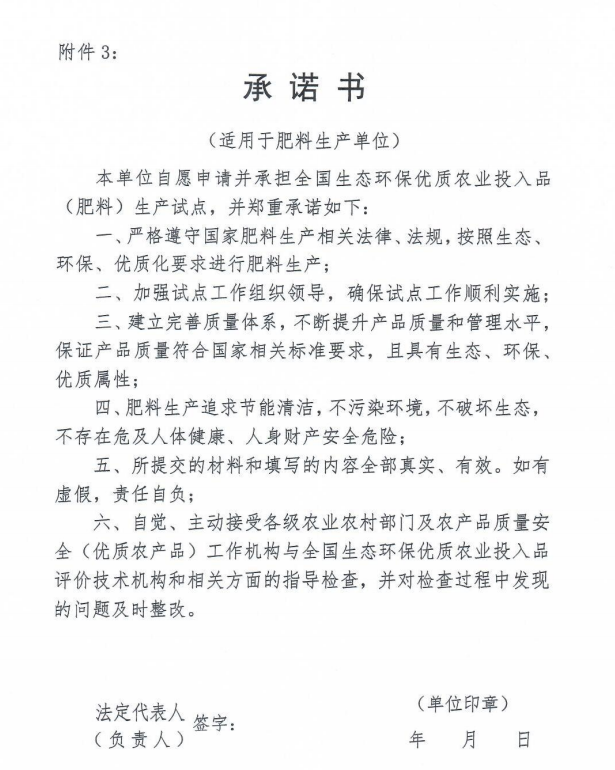 附件 3：
承 诺 书
（适用于肥料生产单位）
本单位自愿申请并承担全国生态环保优质农业投入品
（肥料）生产试点，并郑重承诺如下：
一、严格遵守国家肥料生产相关法律、法规，按照生态、
环保、优质化要求进行肥料生产；
二、加强试点工作组织领导，确保试点工作顺利实施；
三、建立完善质量体系，不断提升产品质量和管理水平，
保证产品质量符合国家相关标准要求，且具有生态、环保、
优质属性；
四、肥料生产追求节能清洁，不污染环境，不破坏生态，
不存在危及人体健康、人身财产安全危险；
五、所提交的材料和填写的内容全部真实、有效。如有
虚假，责任自负；
六、自觉、主动接受各级农业农村部门及农产品质量安
全（优质农产品）工作机构与全国生态环保优质农业投入品
评价技术机构和相关方面的指导检查，并对检查过程中发现
的问题及时整改。
法定代表人
（负责人）
签字：
（单位印章）
年 月 日